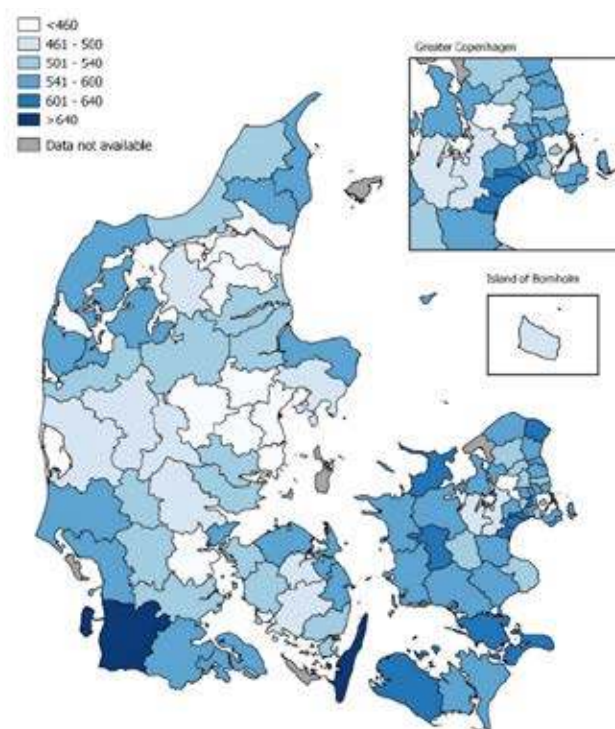 <460
461 - 500
501 - 540
541 - 600
601 - 640
>640
Data not available
Greater Copenhagen
Island of Bornholm